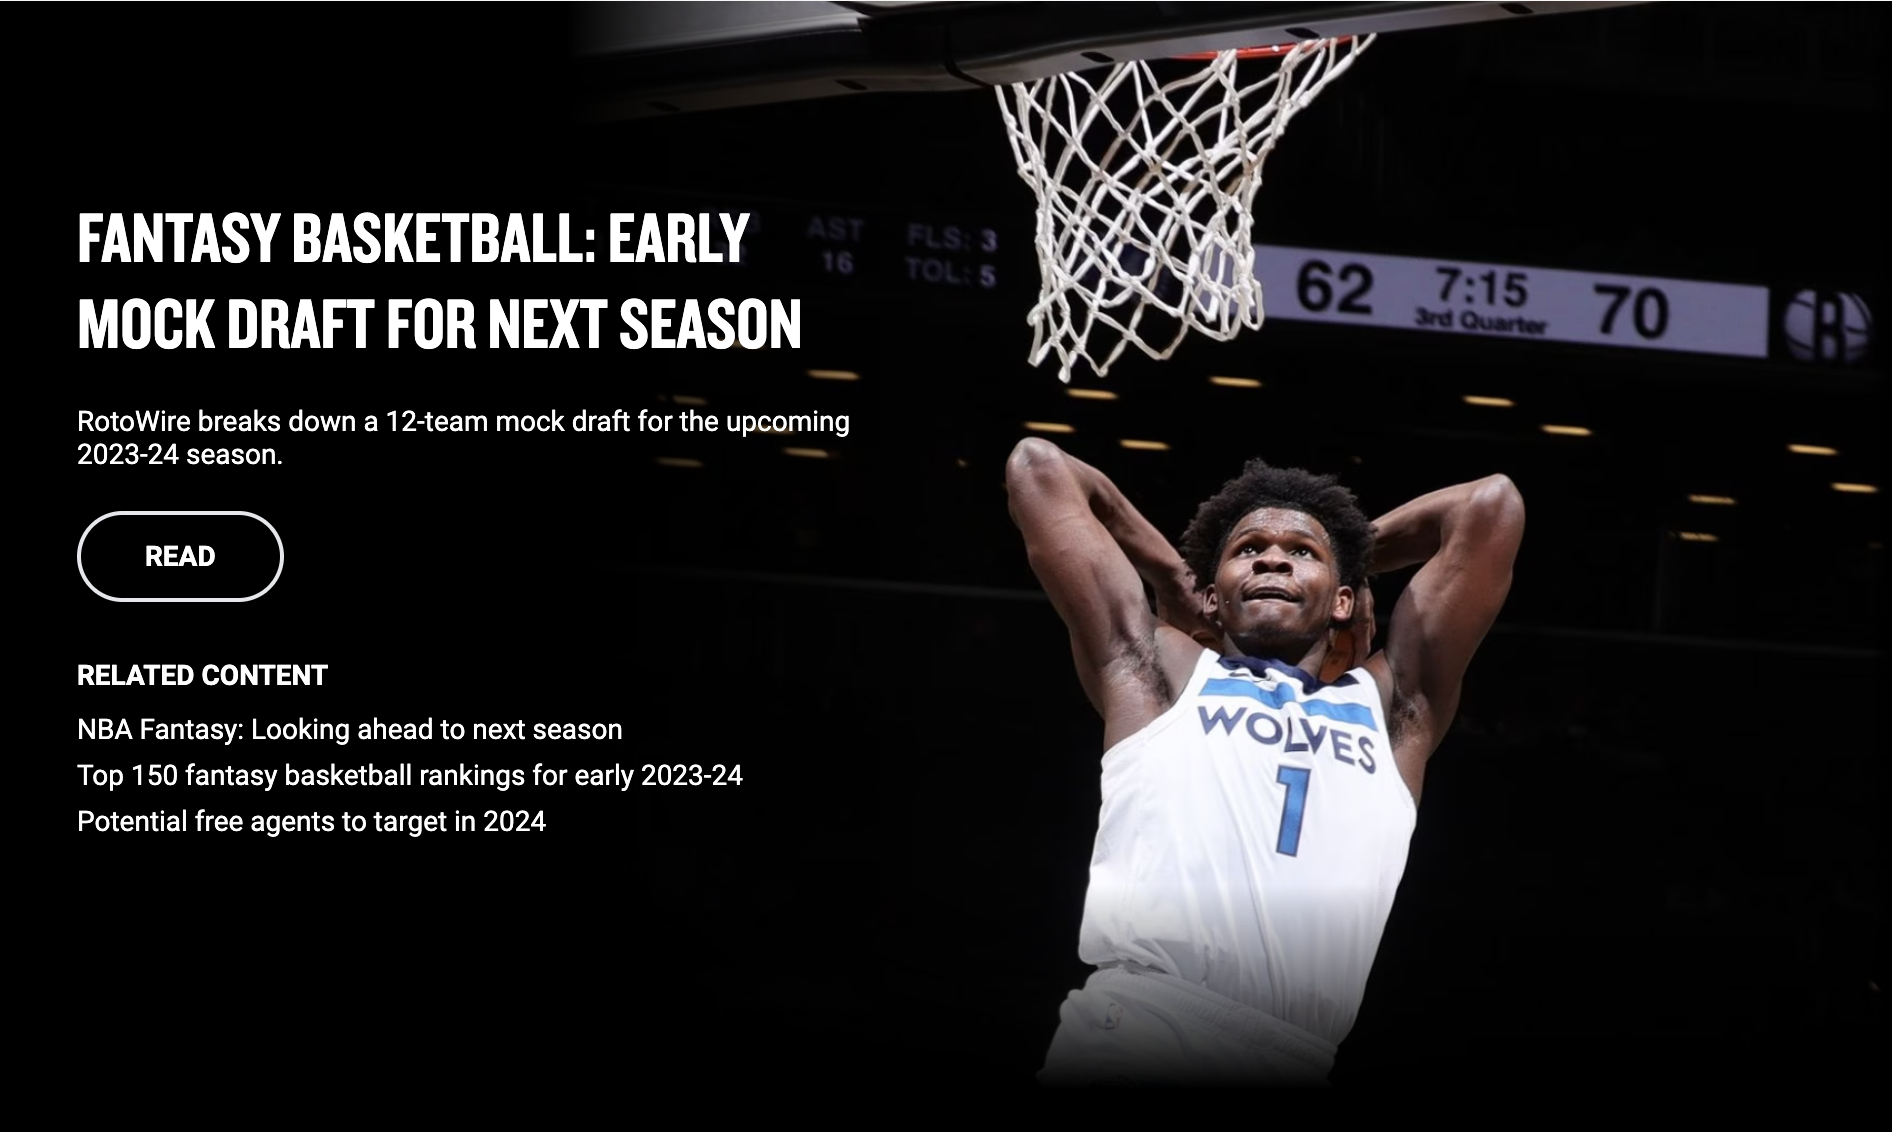 FANTASY BASKETBALL: EARLY
MOCK DRAFT FOR NEXT SEASON
RotoWire breaks down a 12-team mock draft for the upcoming
2023-24 season.
READ
RELATED CONTENT
NBA Fantasy: Looking ahead to next season
Top 150 fantasy basketball rankings for early 2023-24
Potential free agents to target in 2024
AST
16
FLS: 3
TOL: 5
62 7:15 70
3rd Quarter
B
WOLVES
1